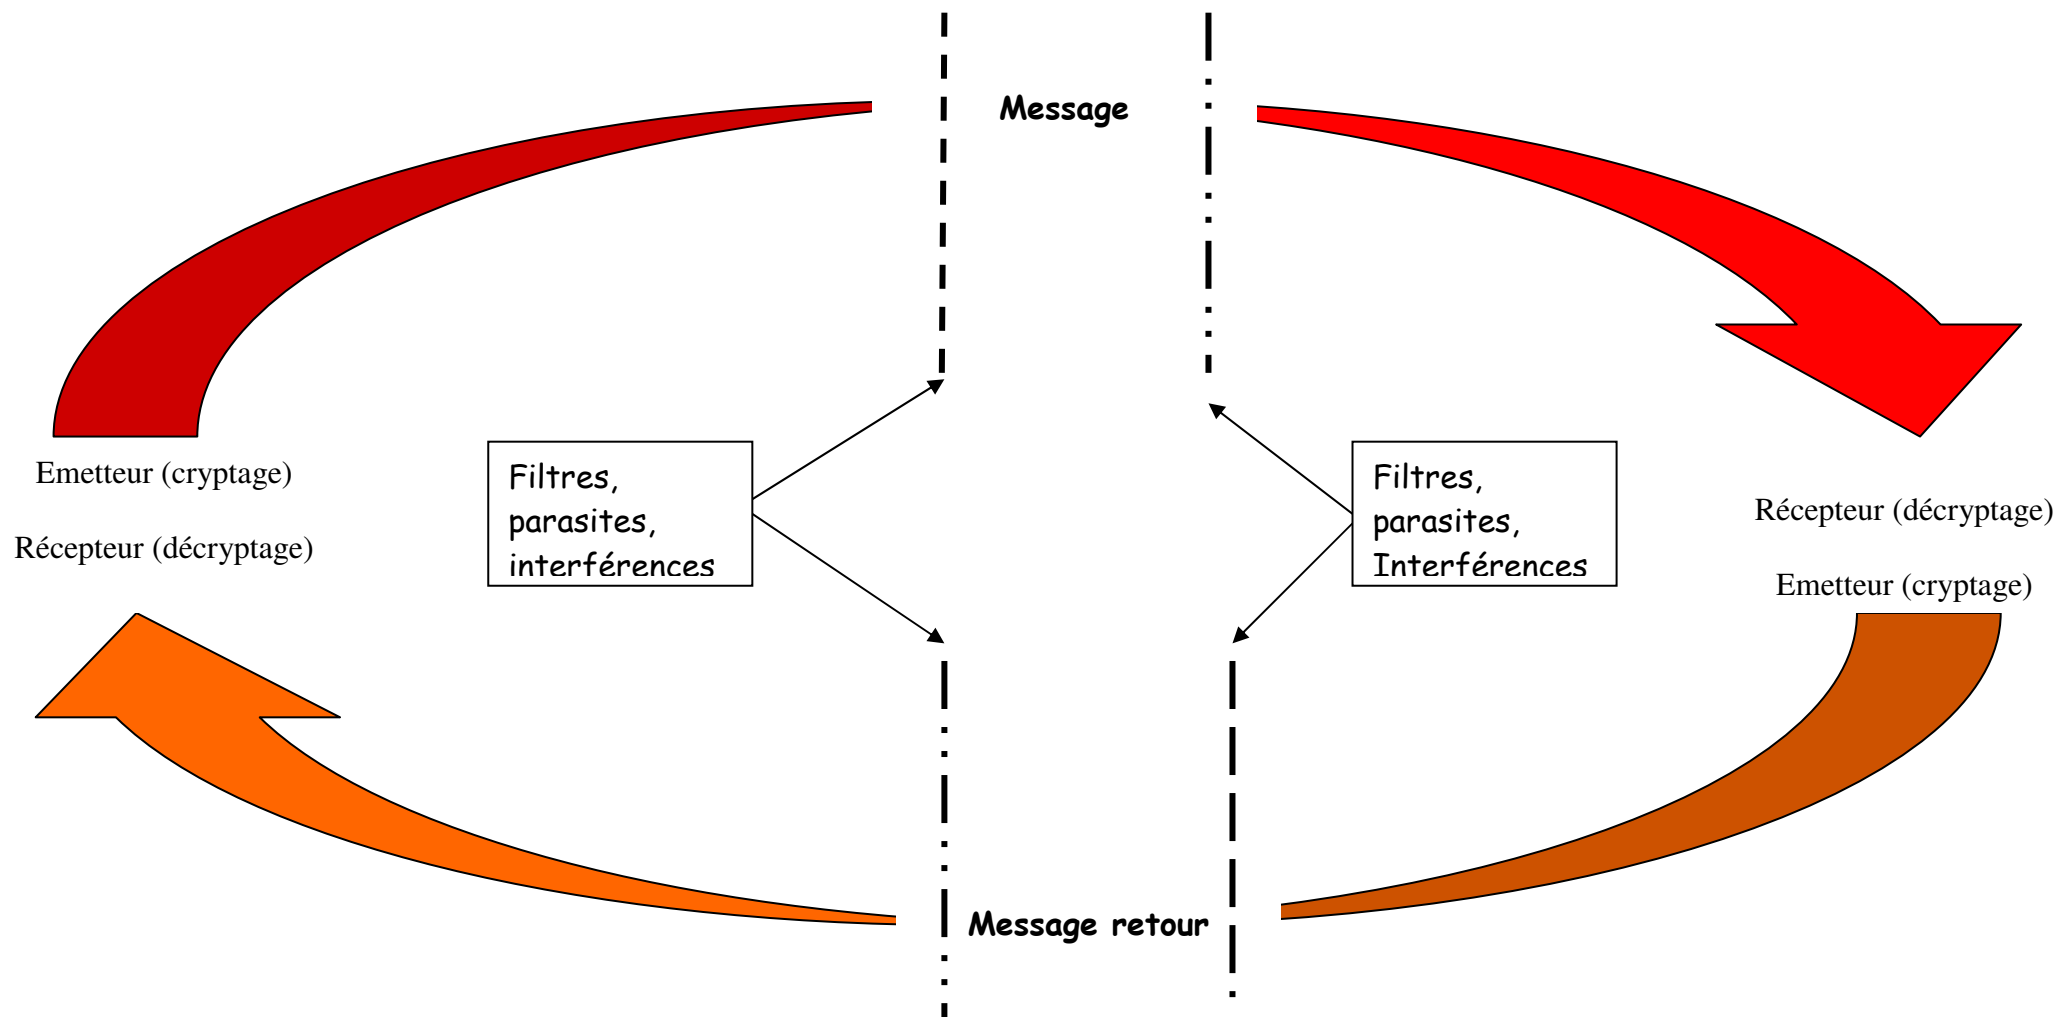 Message
Emetteur (cryptage)
Récepteur (décryptage)
Filtres,
parasites,
interférences
Filtres,
parasites,
Interférences
Récepteur (décryptage)
Emetteur (cryptage)
Message retour